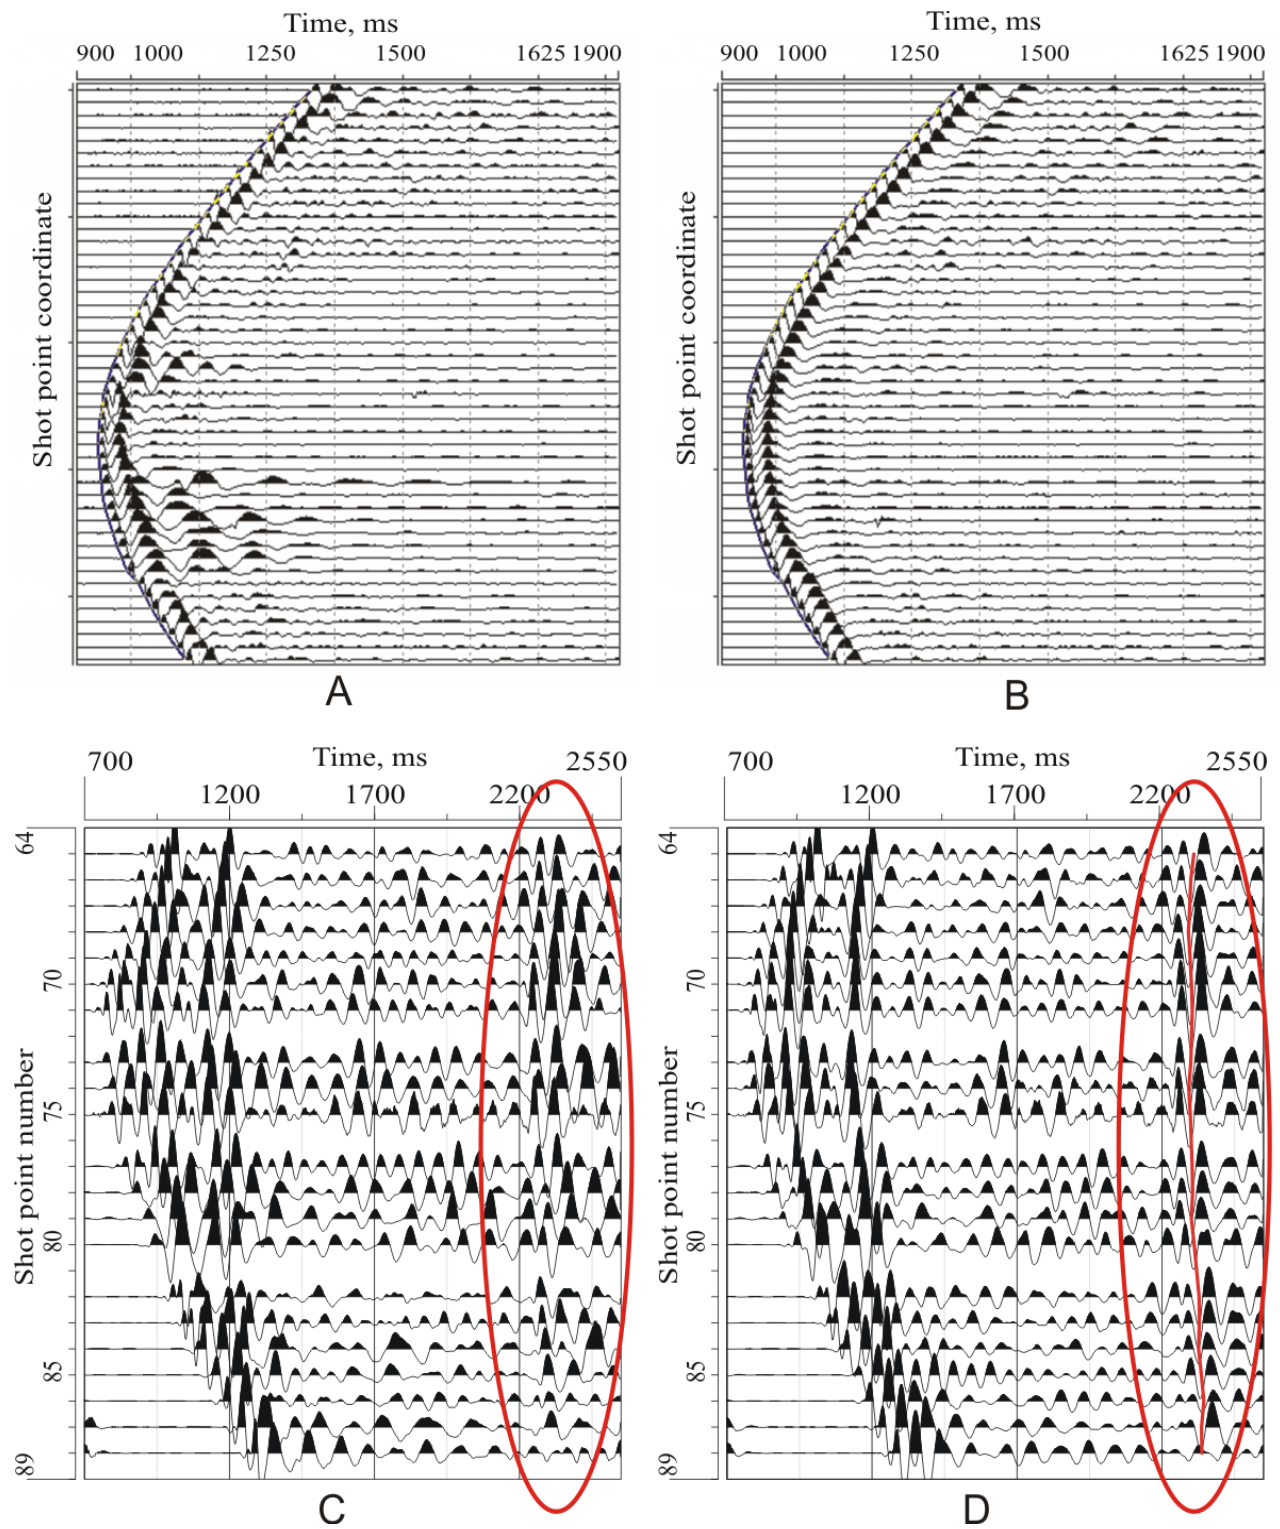 Time, ms
900 1000 1250 1500 1625 1900
Shot point coordinate
A
Time, ms
900 1000 1250 1500 1625 1900
Shot point coordinate
B
700 Time, ms 2550
1200 1700 2200
64
70
75
80
85
89
Shot point number
C
700 Time, ms 2550
1200 1700 2200
64
70
75
80
85
89
Shot point number
D